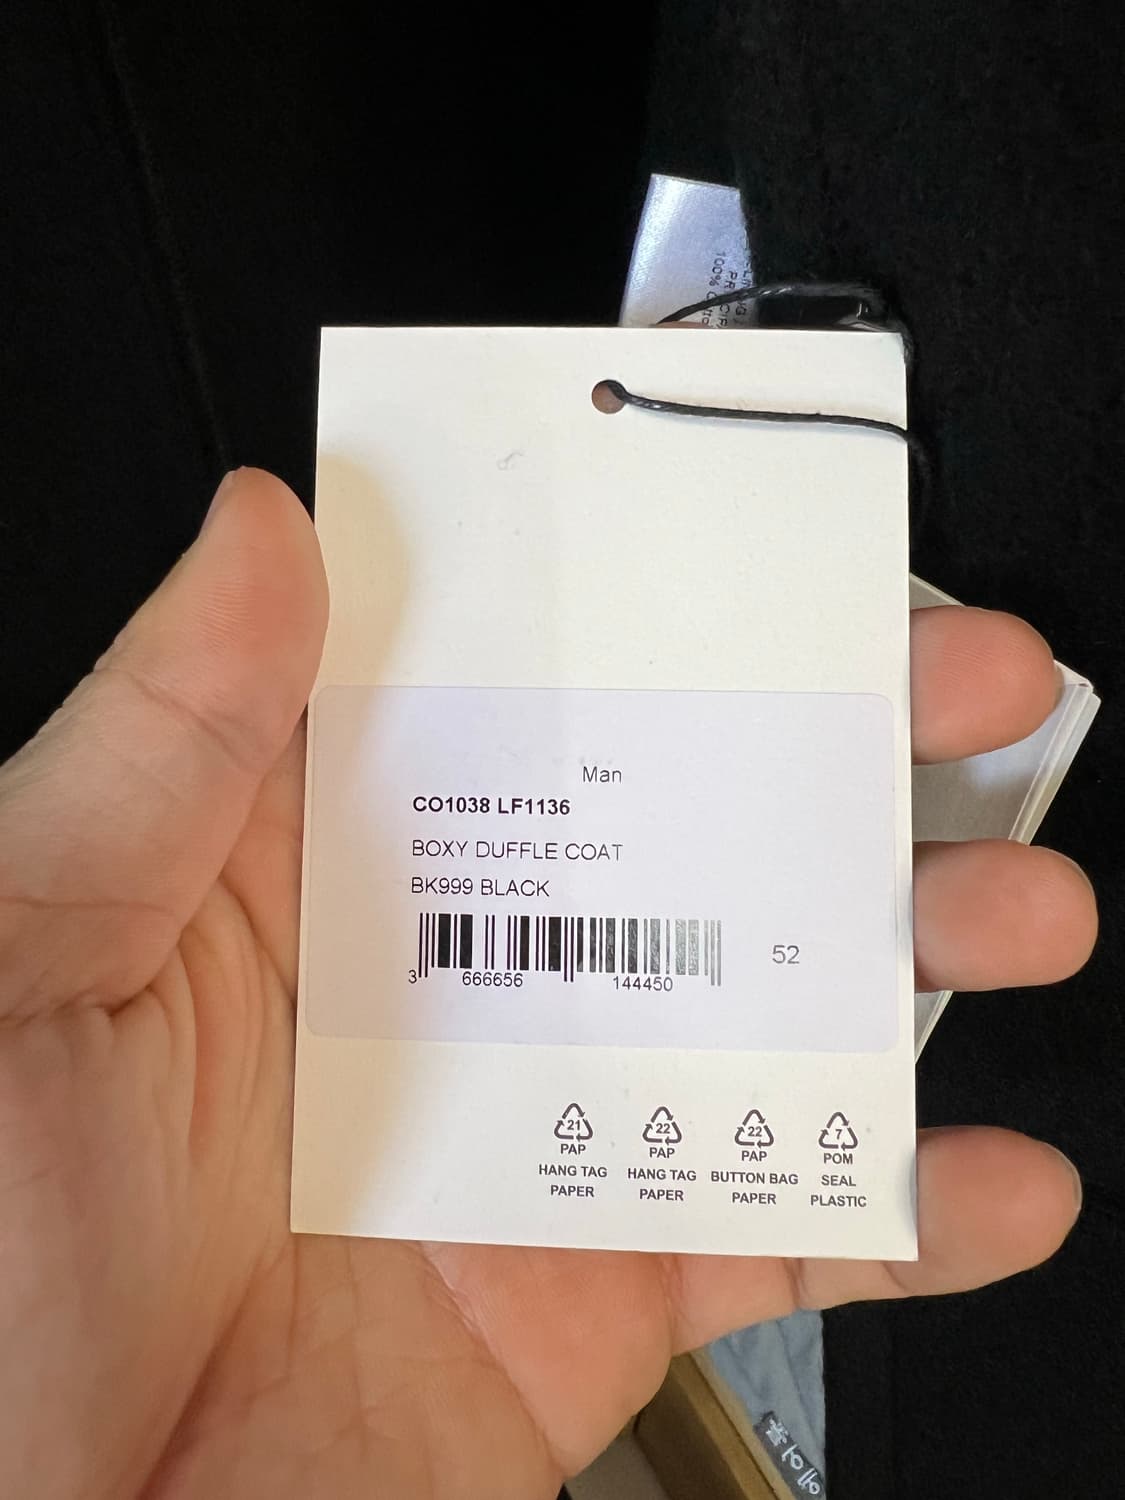 100%
Man
CO1038 LF1136
BOXY DUFFLE COAT
BK999 BLACK
3 666656 144450
52
21 22 22 7
PAP PAP PAP POM
HANG TAG HANG TAG BUTTON BAG SEAL
PAPER PAPER PAPER PLASTIC